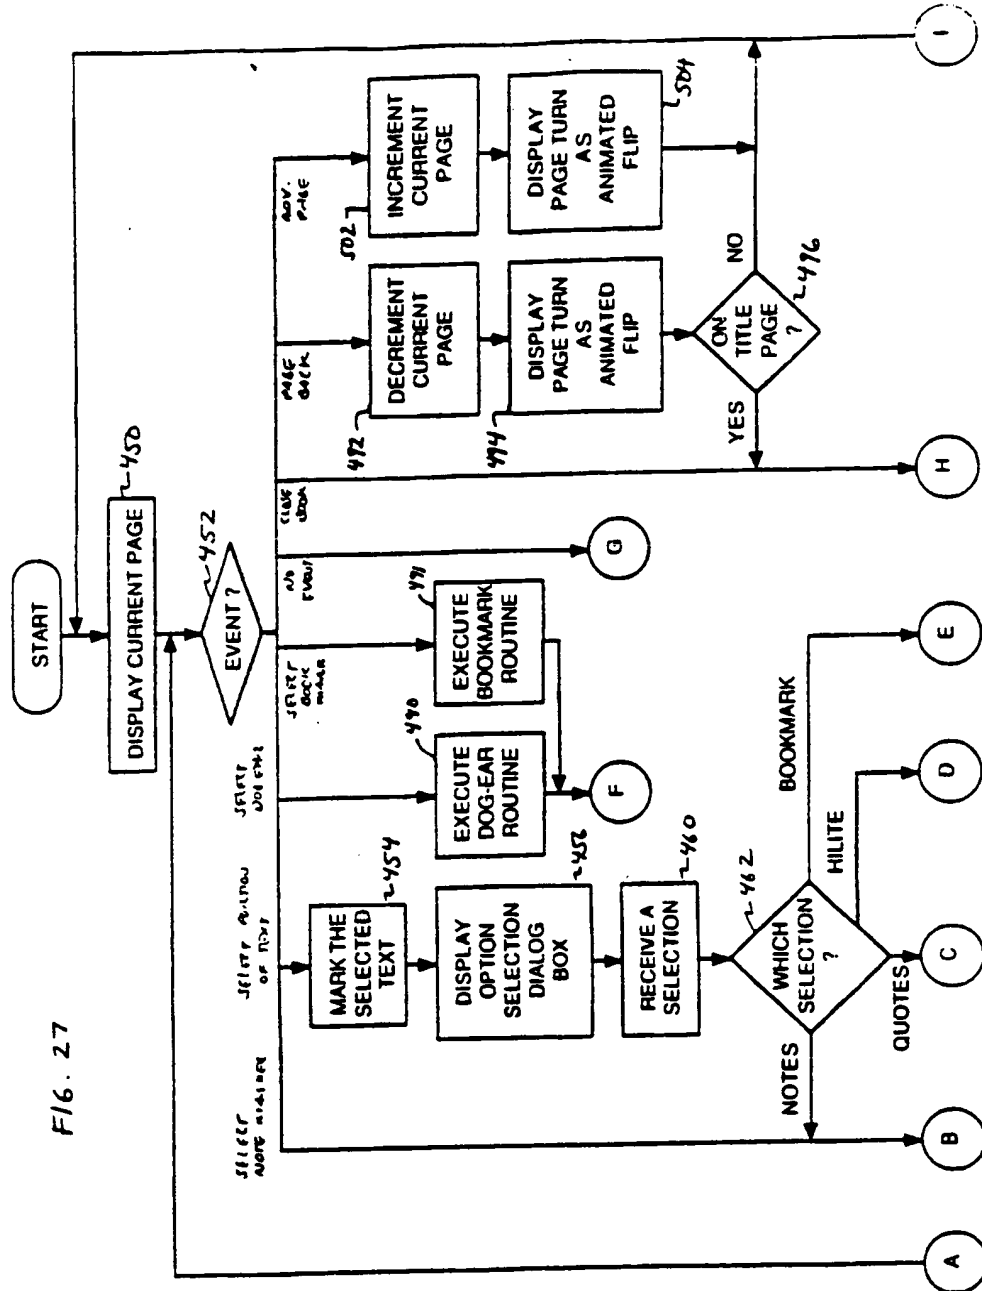 FIG. 27
START
DISPLAY CURRENT PAGE
450
EVENT ?
452
SELECT
NOTE
SELECT PORTION
OF TEXT
SELECT
SELECT
BOOK
MARK
NO
EVENT
CLOSE
BOOK
PAGE
BACK
ADV.
PAGE
MARK THE
SELECTED
TEXT
454
DISPLAY
OPTION
SELECTION
DIALOG
BOX
456
RECEIVE A
SELECTION
460
WHICH
SELECTION
?
462
NOTES
QUOTES
HILITE
BOOKMARK
EXECUTE
DOG-EAR
ROUTINE
490
EXECUTE
BOOKMARK
ROUTINE
491
DECREMENT
CURRENT
PAGE
492
DISPLAY
PAGE TURN
AS
ANIMATED
FLIP
494
ON
TITLE
PAGE
?
496
YES
NO
INCREMENT
CURRENT
PAGE
502
DISPLAY
PAGE TURN
AS
ANIMATED
FLIP
504
A
B
C
D
E
F
G
H
I